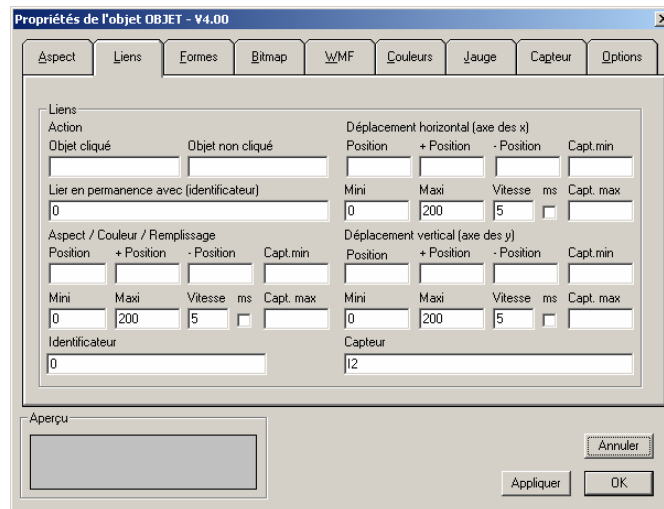 Propriétés de l'objet OBJET - V4.00
Aspect Liens Formes Bitmap WMF Couleurs Jauge Capteur Options
Liens
Action Déplacement horizontal (axe des x)
Objet cliqué Objet non cliqué Position + Position - Position Capt.min
Lier en permanence avec (identificateur) Mini Maxi Vitesse ms Capt. max
0 0 200 5
Aspect / Couleur / Remplissage Déplacement vertical (axe des y)
Position + Position - Position Capt.min Position + Position - Position Capt.min
Mini Maxi Vitesse ms Capt. max Mini Maxi Vitesse ms Capt. max
0 200 5 0 200 5
Identificateur Capteur
0 I2
Aperçu
Annuler
Appliquer OK